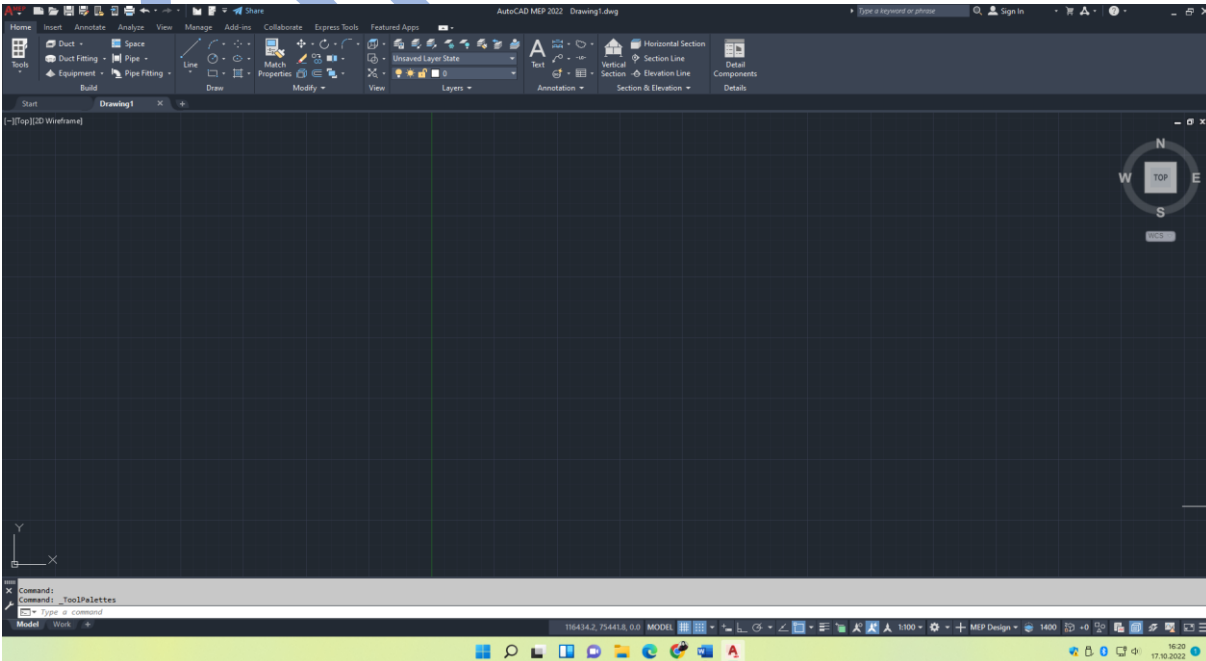 A MEP
Share
AutoCAD MEP 2022 Drawing1.dwg
Type a keyword or phrase
Sign In
Home Insert Annotate Analyze View Manage Add-ins Collaborate Express Tools Featured Apps
Duct
Space
Duct Fitting
Pipe
Equipment
Pipe Fitting
Tools
Line
Match
Properties
Unsaved Layer State
0
Text
Vertical
Section
Horizontal Section
Section Line
Elevation Line
Detail
Components
Build Draw Modify View Layers Annotation Section & Elevation Details
Start Drawing1
[−][Top][2D Wireframe]
N
W TOP E
S
WCS
Y
X
Command:
Command: _ToolPalettes
Type a command
Model Work +
116434.2, 75441.8, 0.0 MODEL 1:100 MEP Design 1400 +0
16:20
17.10.2022